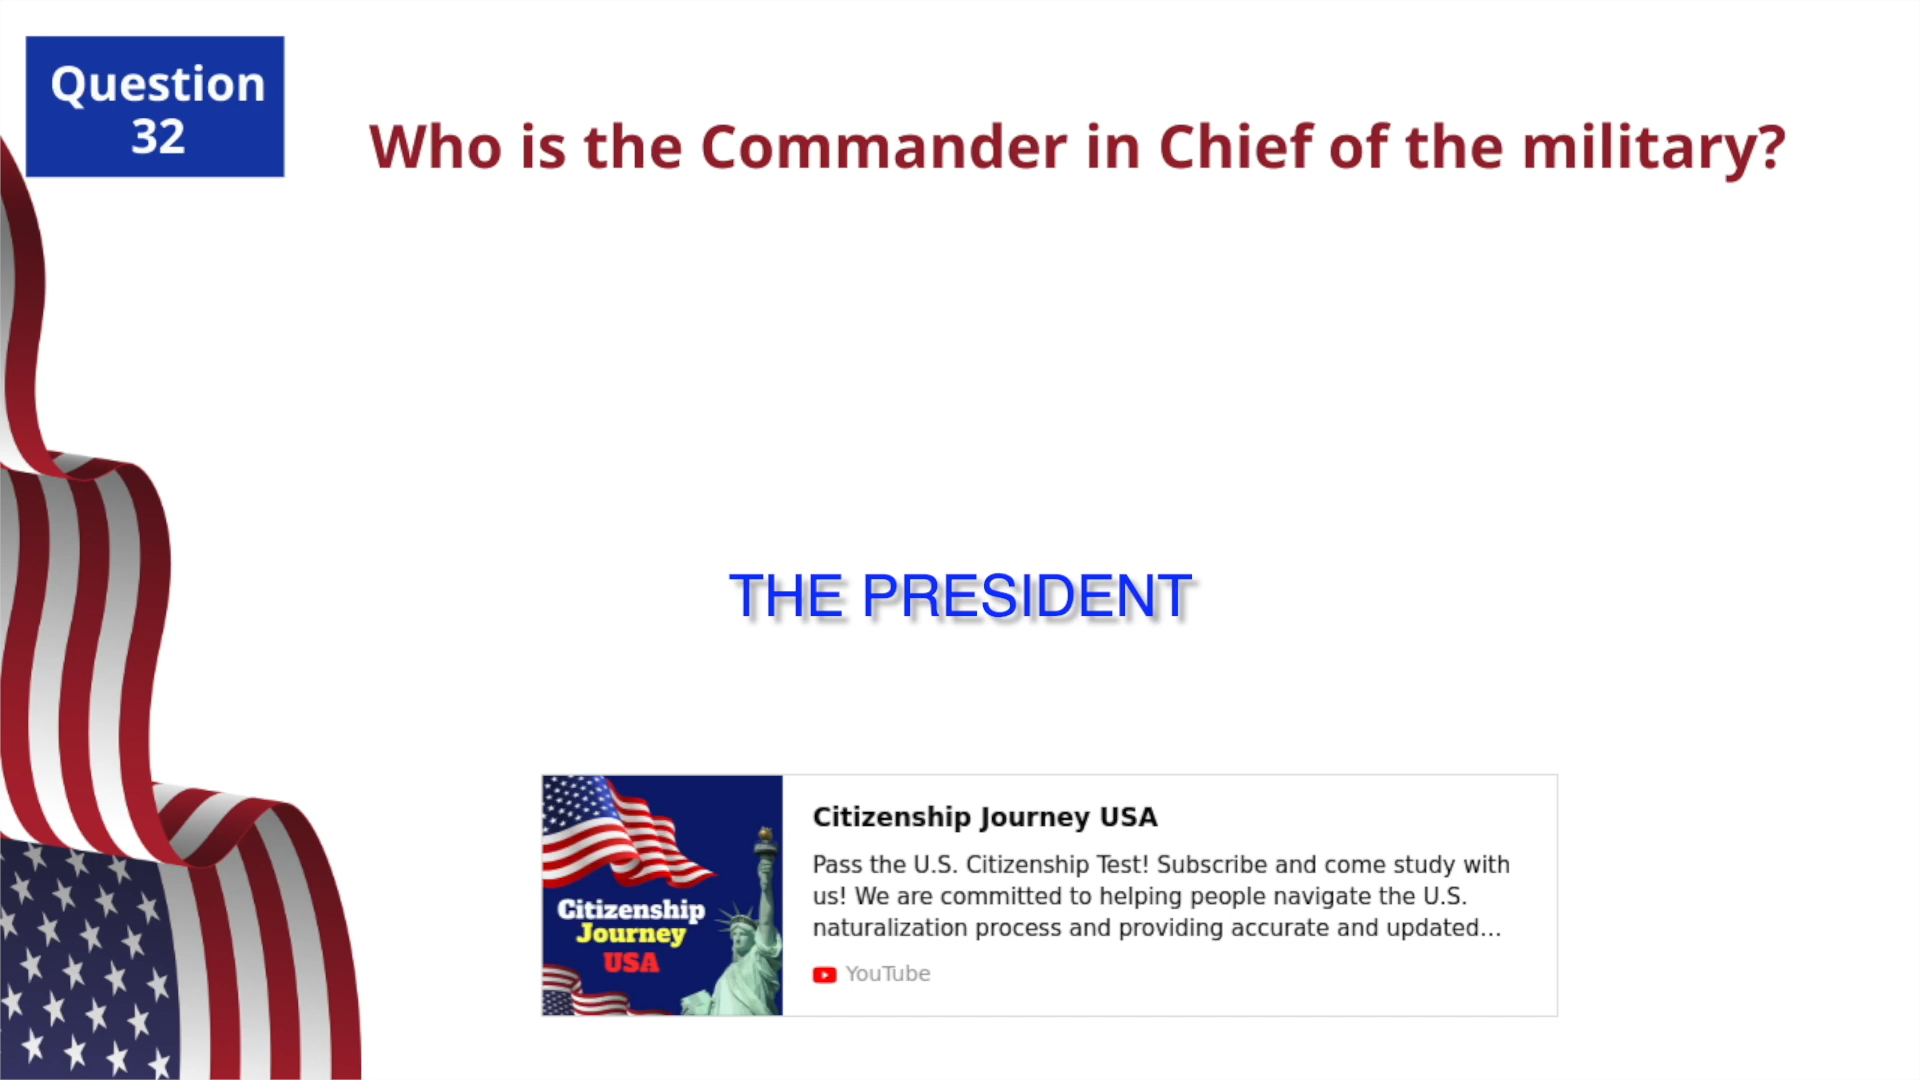 Question
32
Who is the Commander in Chief of the military?
THE PRESIDENT
Citizenship
Journey
USA
Citizenship Journey USA
Pass the U.S. Citizenship Test! Subscribe and come study with
us! We are committed to helping people navigate the U.S.
naturalization process and providing accurate and updated...
YouTube